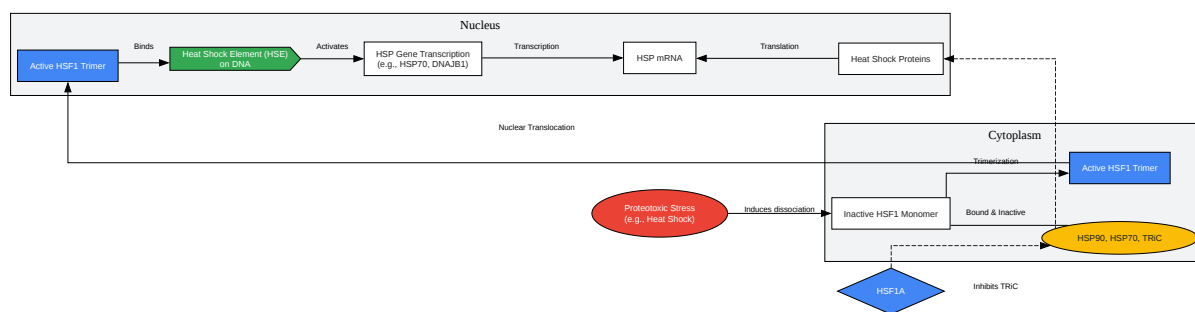 Nucleus
Active HSF1 Trimer
Binds
Heat Shock Element (HSE)
on DNA
Activates
HSP Gene Transcription
(e.g., HSP70, DNAJB1)
Transcription
HSP mRNA
Translation
Heat Shock Proteins
Nuclear Translocation
Cytoplasm
Trimerization
Active HSF1 Trimer
Proteotoxic Stress
(e.g., Heat Shock)
Induces dissociation
Inactive HSF1 Monomer
Bound & Inactive
HSP90, HSP70, TRiC
HSF1A
Inhibits TRiC